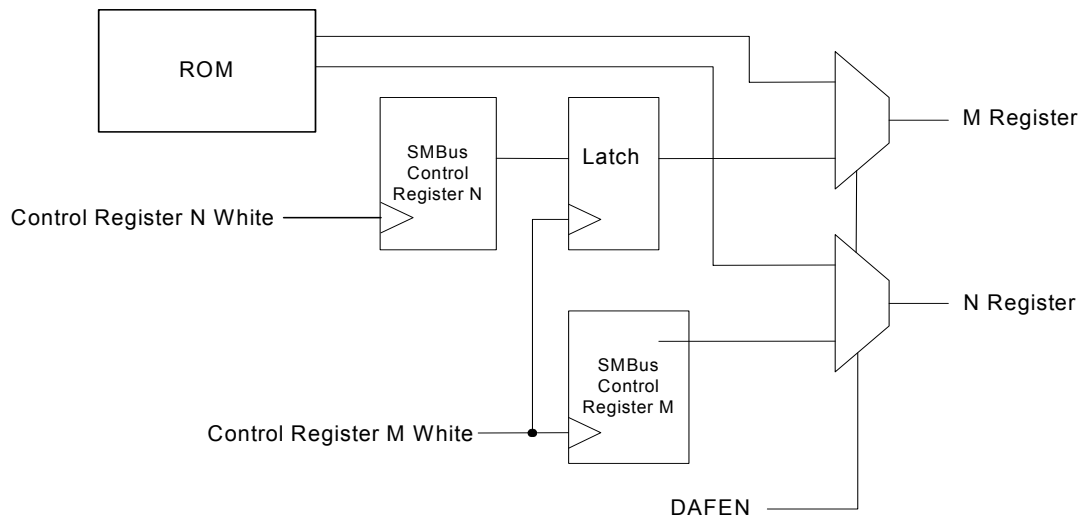 ROM
M Register
SMBus
Control
Register N
Latch
Control Register N White
N Register
SMBus
Control
Register M
Control Register M White
DAFEN